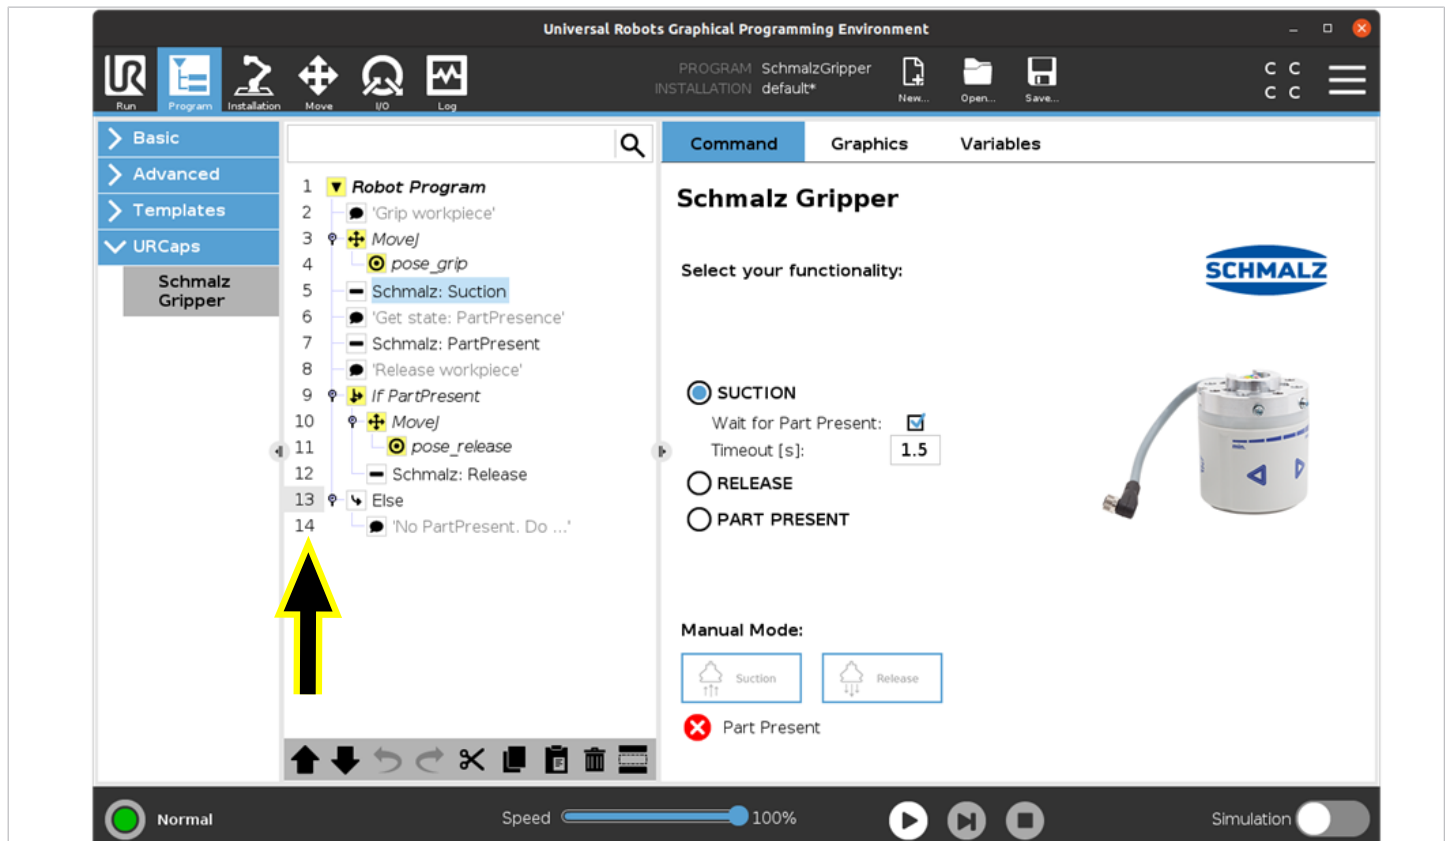 Universal Robots Graphical Programming Environment
UR
Run
Program
Installation
Move
I/O
Log
PROGRAM SchmalzGripper
INSTALLATION default*
New...
Open...
Save...
C C
C C
Basic
Advanced
Templates
URCaps
Schmalz
Gripper
1 Robot Program
2 'Grip workpiece'
3 MoveJ
4 pose_grip
5 Schmalz: Suction
6 'Get state: PartPresence'
7 Schmalz: PartPresent
8 'Release workpiece'
9 If PartPresent
10 MoveJ
11 pose_release
12 Schmalz: Release
13 Else
14 'No PartPresent. Do ...'
Command Graphics Variables
Schmalz Gripper
Select your functionality:
SCHMALZ
SUCTION
Wait for Part Present:
Timeout [s]: 1.5
RELEASE
PART PRESENT
Manual Mode:
Suction
Release
Part Present
Normal
Speed 100%
Simulation